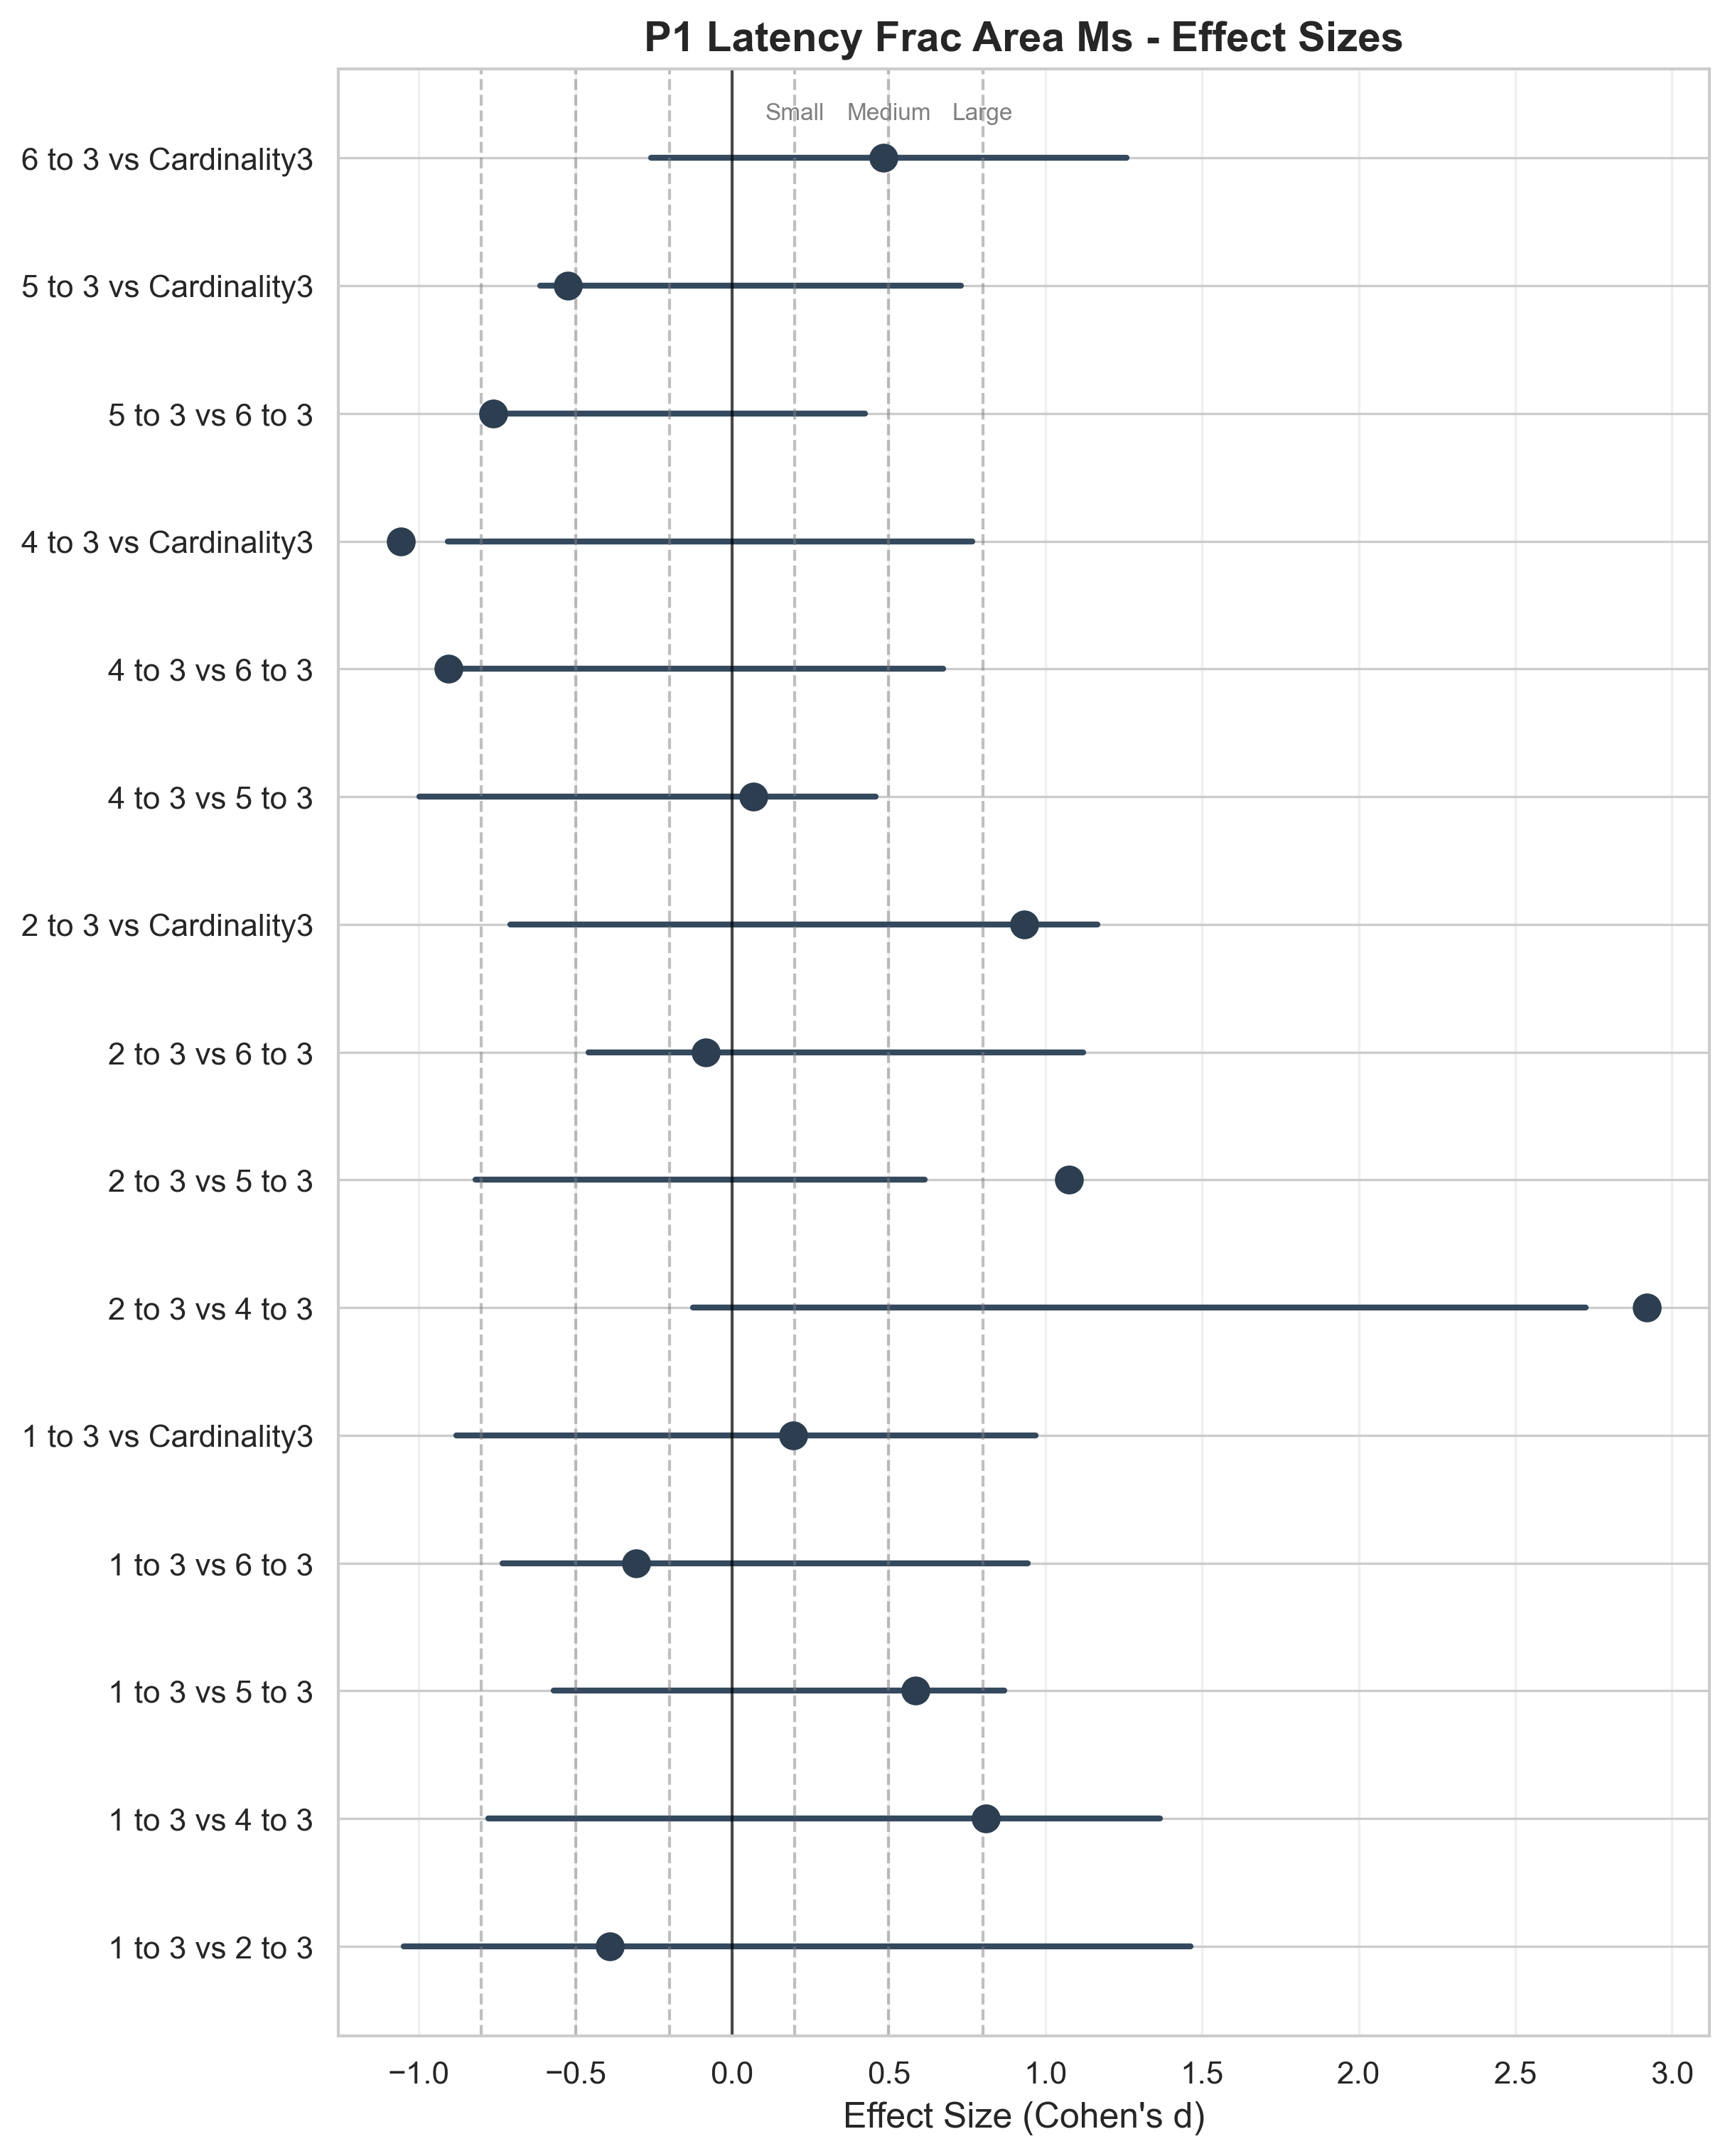 P1 Latency Frac Area Ms - Effect Sizes
Small Medium Large
6 to 3 vs Cardinality3
5 to 3 vs Cardinality3
5 to 3 vs 6 to 3
4 to 3 vs Cardinality3
4 to 3 vs 6 to 3
4 to 3 vs 5 to 3
2 to 3 vs Cardinality3
2 to 3 vs 6 to 3
2 to 3 vs 5 to 3
2 to 3 vs 4 to 3
1 to 3 vs Cardinality3
1 to 3 vs 6 to 3
1 to 3 vs 5 to 3
1 to 3 vs 4 to 3
1 to 3 vs 2 to 3
−1.0 −0.5 0.0 0.5 1.0 1.5 2.0 2.5 3.0
Effect Size (Cohen's d)